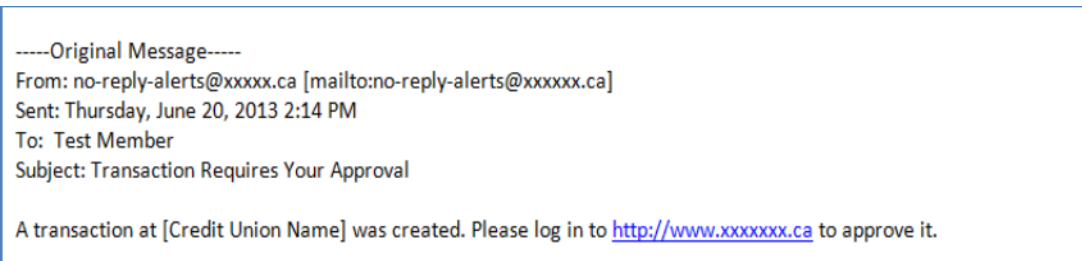 -----Original Message-----
From: no-reply-alerts@xxxxx.ca [mailto:no-reply-alerts@xxxxxx.ca]
Sent: Thursday, June 20, 2013 2:14 PM
To:  Test Member
Subject: Transaction Requires Your Approval
A transaction at [Credit Union Name] was created. Please log in to http://www.xxxxxxx.ca to approve it.